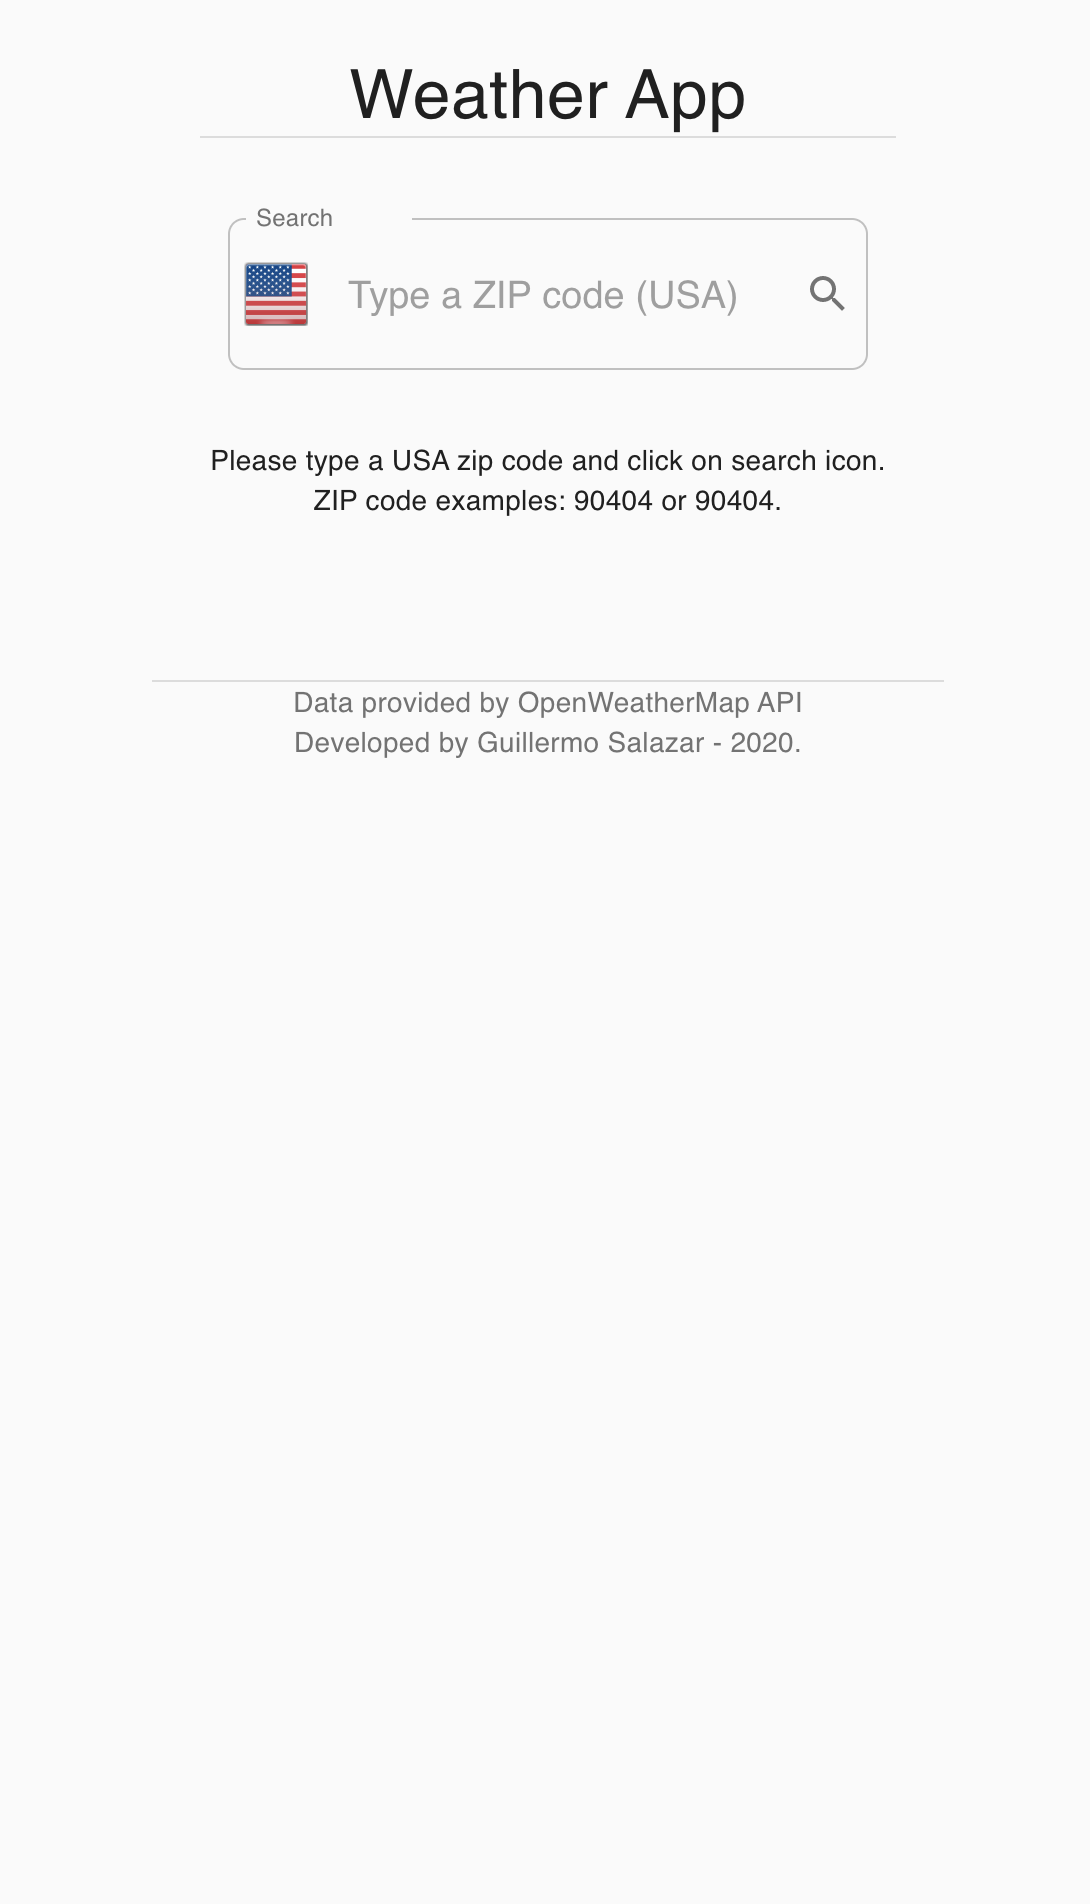 Weather App
Search
Type a ZIP code (USA)
Please type a USA zip code and click on search icon.
ZIP code examples: 90404 or 90404.
Data provided by OpenWeatherMap API
Developed by Guillermo Salazar - 2020.